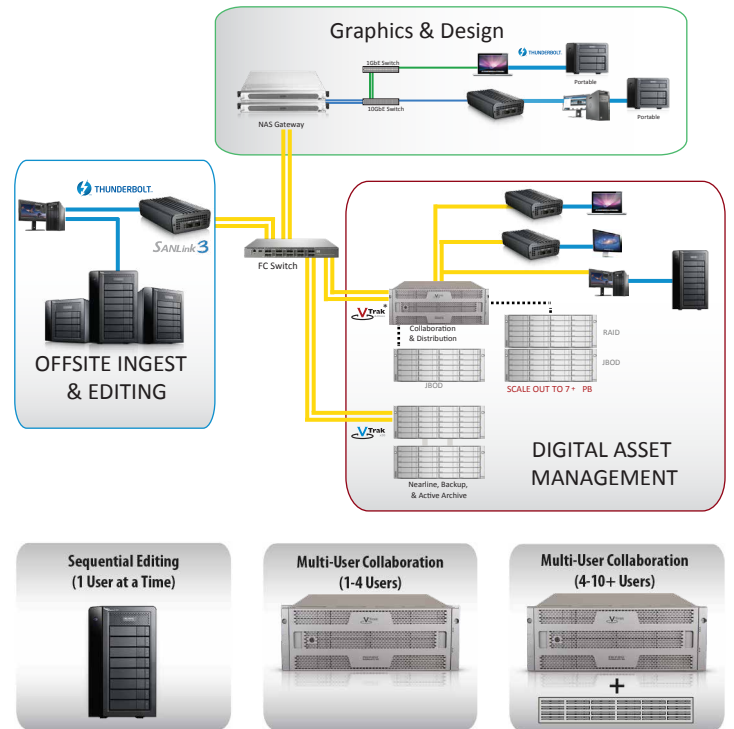 Graphics & Design
1GbE Switch
THUNDERBOLT
Portable
10GbE Switch
NAS Gateway
Portable
THUNDERBOLT.
SANLink3
FC Switch
VTrak
Collaboration
& Distribution
RAID
JBOD
JBOD
SCALE OUT TO 7+ PB
OFFSITE INGEST
& EDITING
VTrak
DIGITAL ASSET
MANAGEMENT
Nearline, Backup,
& Active Archive
Sequential Editing
(1 User at a Time)
Multi-User Collaboration
(1-4 Users)
VTrak
Multi-User Collaboration
(4-10+ Users)
VTrak
+